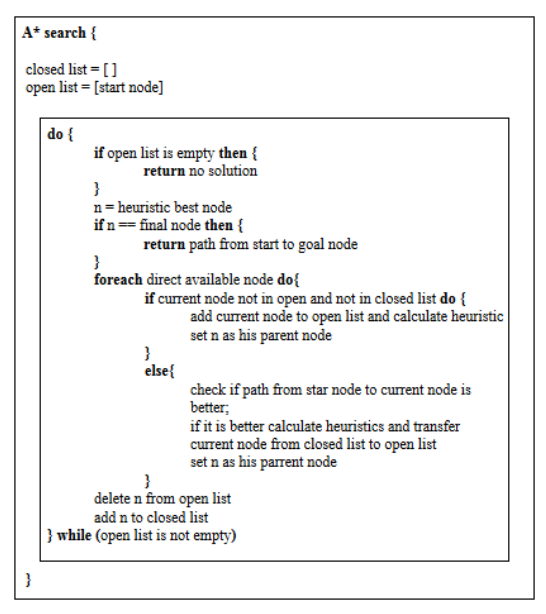 A* search {
closed list = [ ]
open list = [start node]
do {
if open list is empty then {
return no solution
}
n = heuristic best node
if n == final node then {
return path from start to goal node
}
foreach direct available node do{
if current node not in open and not in closed list do {
add current node to open list and calculate heuristic
set n as his parent node
}
else{
check if path from star node to current node is
better;
if it is better calculate heuristics and transfer
current node from closed list to open list
set n as his parrent node
}
delete n from open list
add n to closed list
} while (open list is not empty)
}